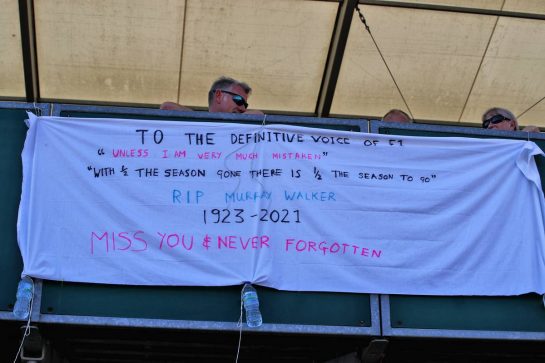 TO THE DEFINITIVE VOICE OF F1
"UNLESS I AM VERY MUCH MISTAKEN"
"WITH ½ THE SEASON GONE THERE IS ½ THE SEASON TO GO"
RIP MURRAY WALKER
1923-2021
MISS YOU & NEVER FORGOTTEN